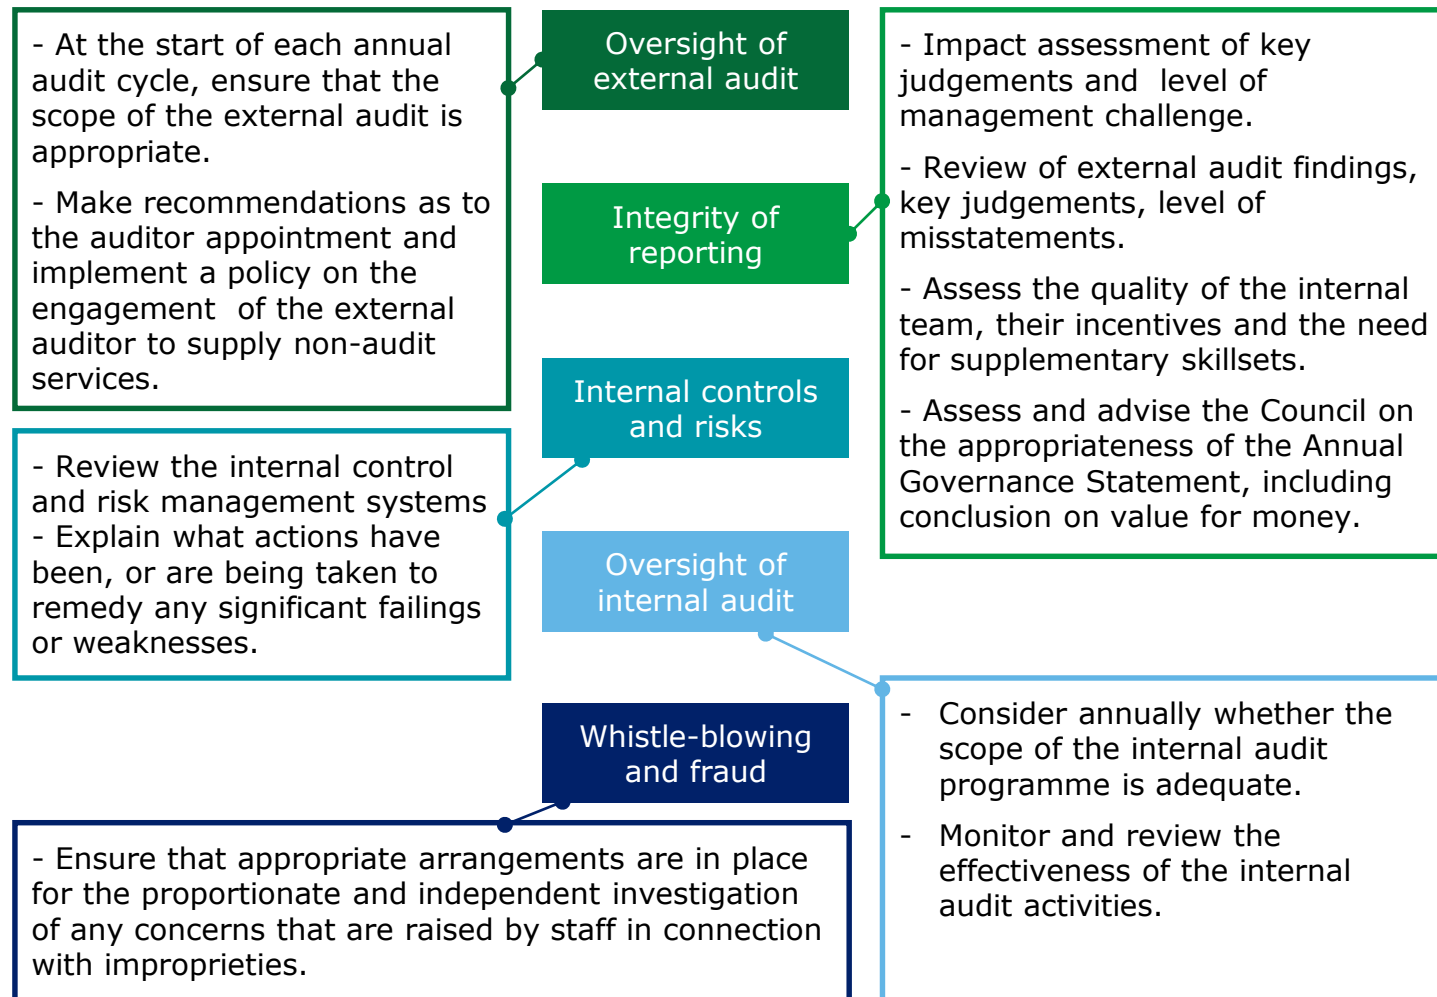 - At the start of each annual
audit cycle, ensure that the
scope of the external audit is
appropriate.
- Make recommendations as to
the auditor appointment and
implement a policy on the
engagement  of the external
auditor to supply non-audit
services.
Oversight of
external audit
- Impact assessment of key
judgements and  level of
management challenge.
- Review of external audit findings,
key judgements, level of
misstatements.
- Assess the quality of the internal
team, their incentives and the need
for supplementary skillsets.
- Assess and advise the Council on
the appropriateness of the Annual
Governance Statement, including
conclusion on value for money.
Integrity of
reporting
Internal controls
and risks
- Review the internal control
and risk management systems
- Explain what actions have
been, or are being taken to
remedy any significant failings
or weaknesses.
Oversight of
internal audit
- Consider annually whether the
scope of the internal audit
programme is adequate.
- Monitor and review the
effectiveness of the internal
audit activities.
Whistle-blowing
and fraud
- Ensure that appropriate arrangements are in place
for the proportionate and independent investigation
of any concerns that are raised by staff in connection
with improprieties.